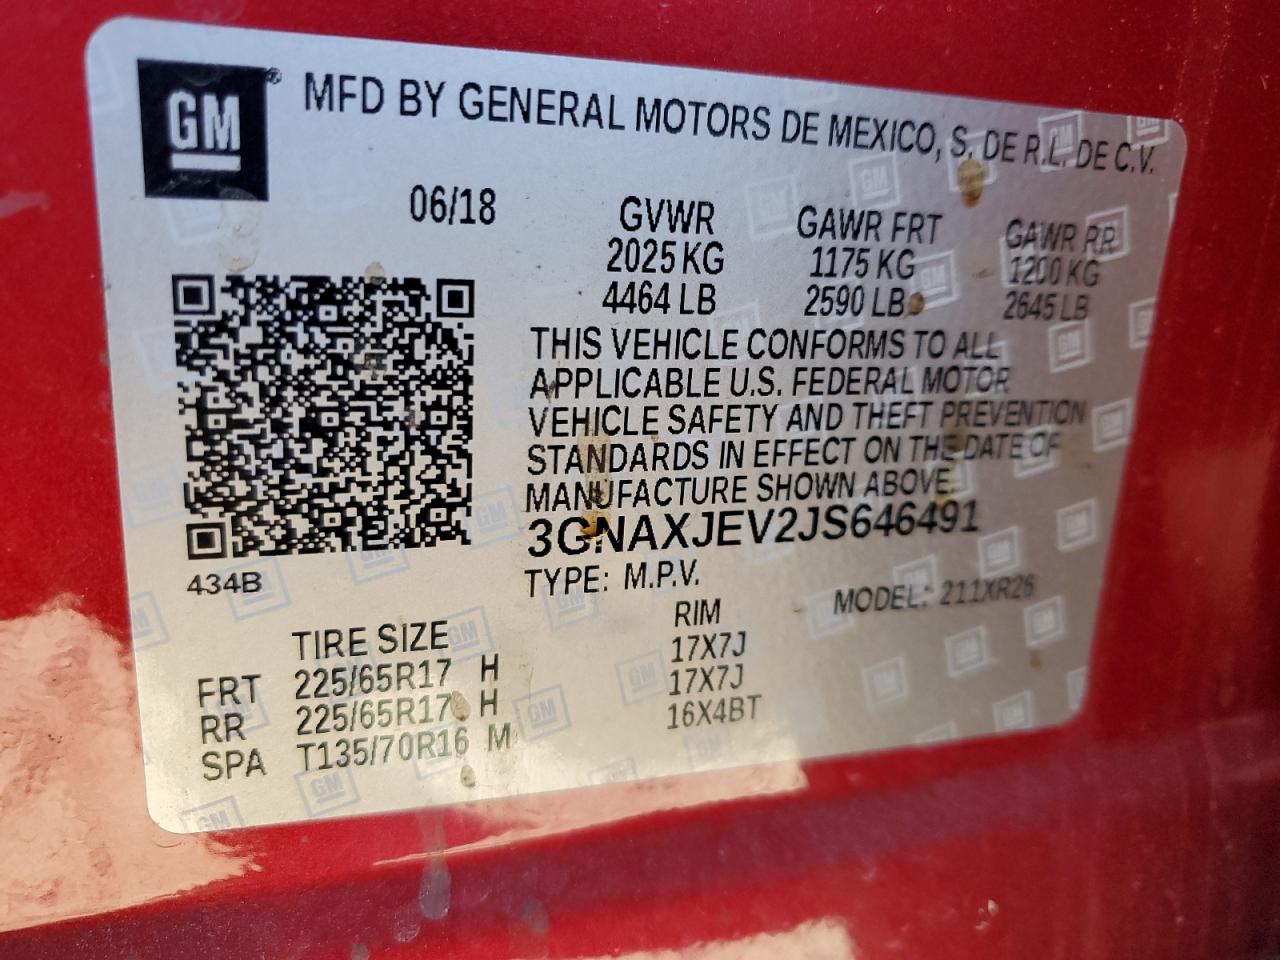 GM ® MFD BY GENERAL MOTORS DE MEXICO, S. DE R.L. DE C.V.
06/18 GVWR GAWR FRT GAWR RR
2025 KG 1175 KG 1200 KG
4464 LB 2590 LB 2645 LB
THIS VEHICLE CONFORMS TO ALL
APPLICABLE U.S. FEDERAL MOTOR
VEHICLE SAFETY AND THEFT PREVENTION
STANDARDS IN EFFECT ON THE DATE OF
MANUFACTURE SHOWN ABOVE.
3GNAXJEV2JS646491
434B TYPE: M.P.V. MODEL: 211XR26
TIRE SIZE RIM
FRT 225/65R17 H 17X7J
RR 225/65R17 H 17X7J
SPA T135/70R16 M 16X4BT